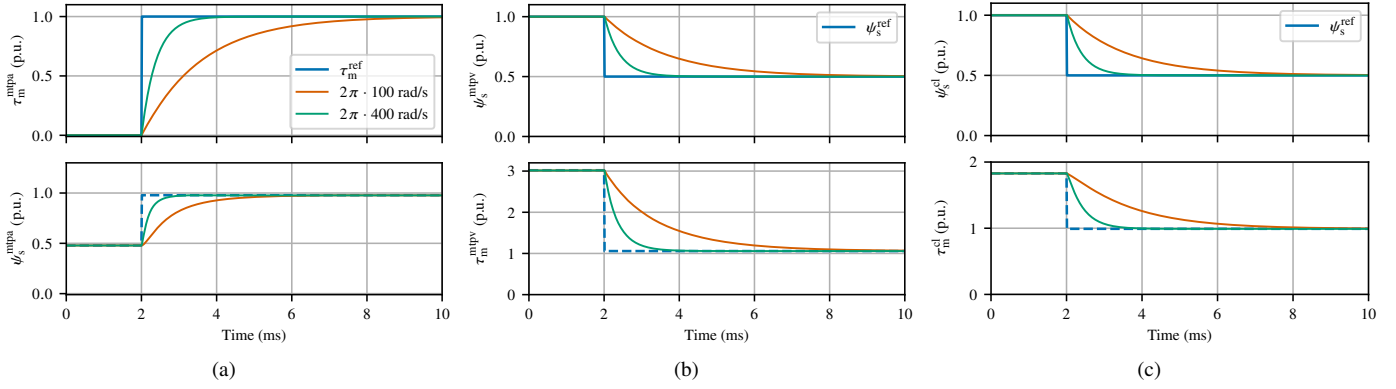 1.0
0.5
0.0
τ_m^mtpa (p.u.)
τ_m^ref
2π · 100 rad/s
2π · 400 rad/s
1.0
0.5
0.0
ψ_s^mtpa (p.u.)
0 2 4 6 8 10
Time (ms)
(a)
1.0
0.5
0.0
ψ_s^mtpv (p.u.)
ψ_s^ref
3
2
1
0
τ_m^mtpv (p.u.)
0 2 4 6 8 10
Time (ms)
(b)
1.0
0.5
0.0
ψ_s^cl (p.u.)
ψ_s^ref
2
1
0
τ_m^cl (p.u.)
0 2 4 6 8 10
Time (ms)
(c)